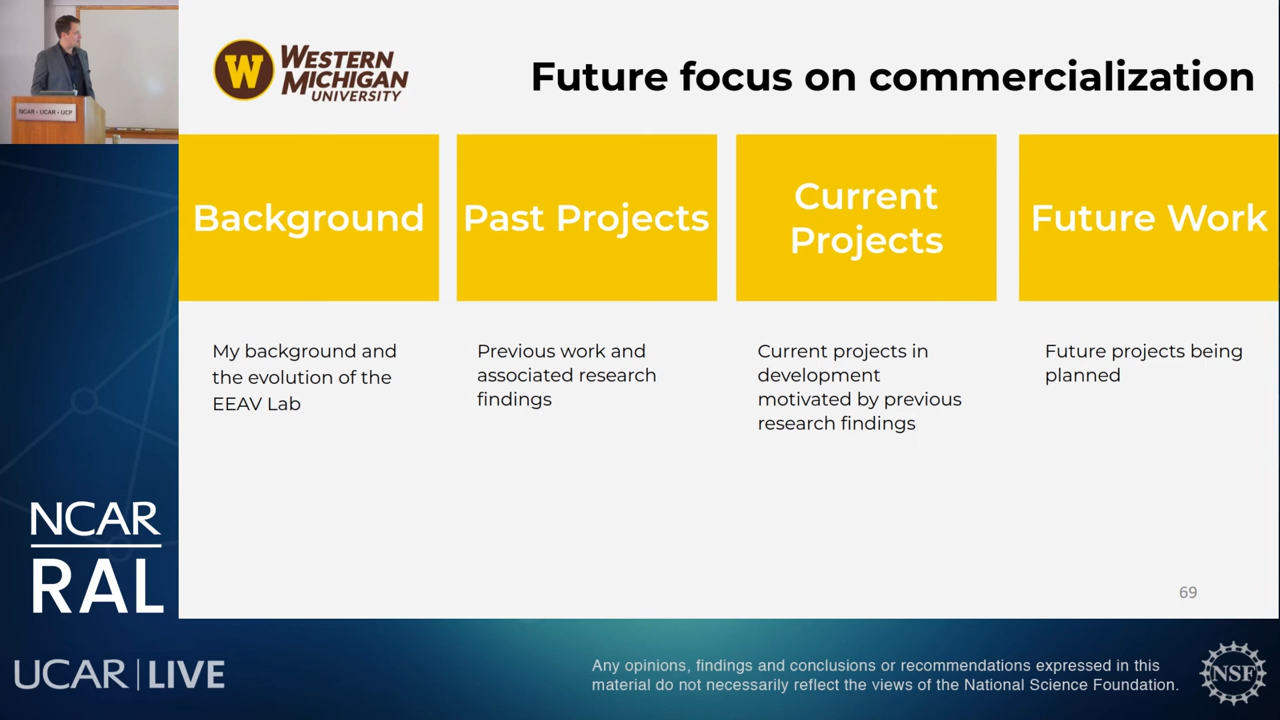 NCAR • UCAR • UCP
W
WESTERN
MICHIGAN
UNIVERSITY
Future focus on commercialization
Background
Past Projects
Current
Projects
Future Work
My background and
the evolution of the
EEAV Lab
Previous work and
associated research
findings
Current projects in
development
motivated by previous
research findings
Future projects being
planned
69
NCAR
RAL
UCAR | LIVE
Any opinions, findings and conclusions or recommendations expressed in this
material do not necessarily reflect the views of the National Science Foundation.
NSF